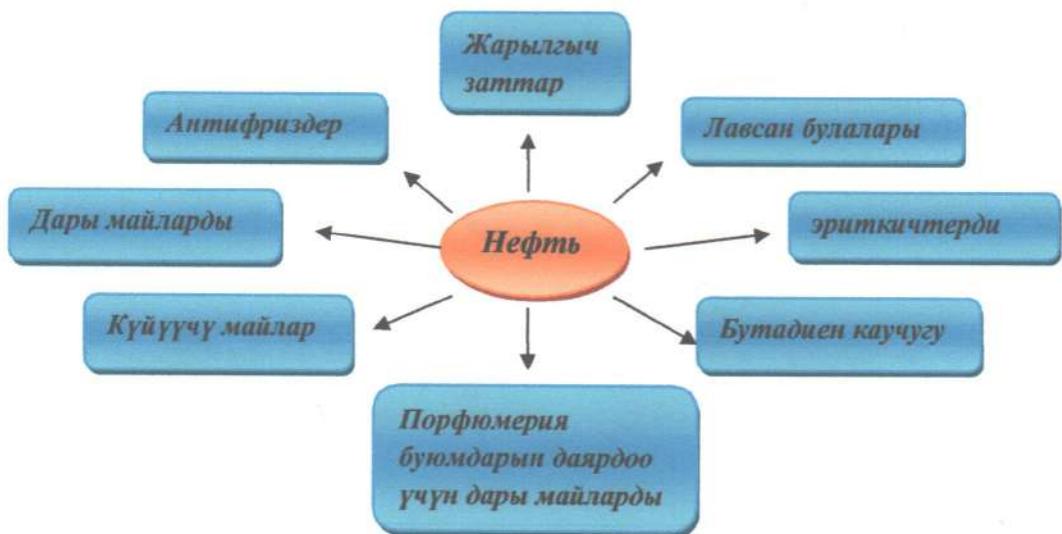 Жарылгыч
заттар
Антифриздер
Лавсан булалары
Дары майларды
Нефть
эриткичтерди
Күйүүчү майлар
Бутадиен каучугу
Порфюмерия
буюмдарын даярдоо
үчүн дары майларды